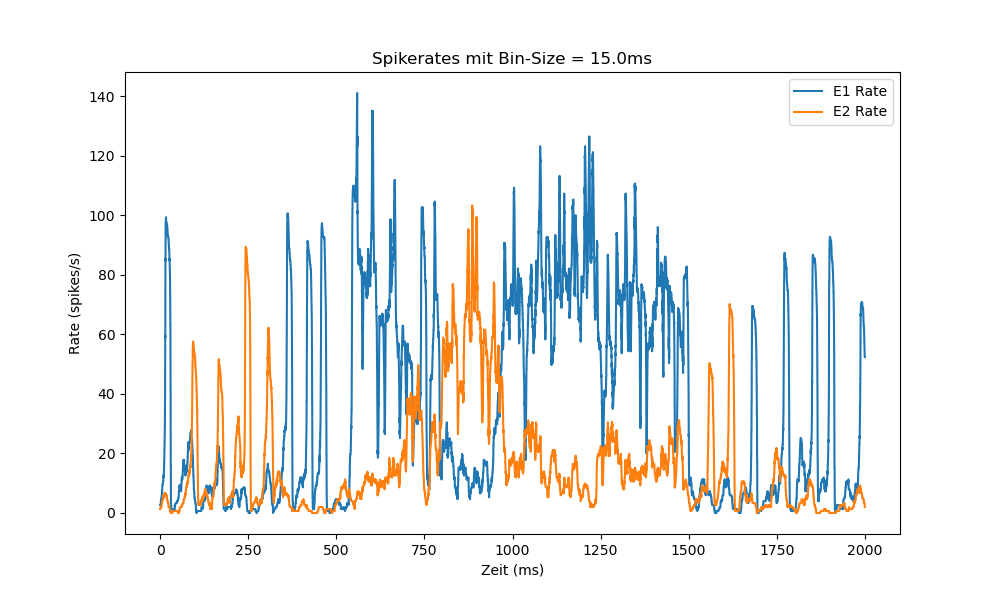 Spikerates mit Bin-Size = 15.0ms
E1 Rate
E2 Rate
140
120
100
80
60
40
20
0
Rate (spikes/s)
0 250 500 750 1000 1250 1500 1750 2000
Zeit (ms)